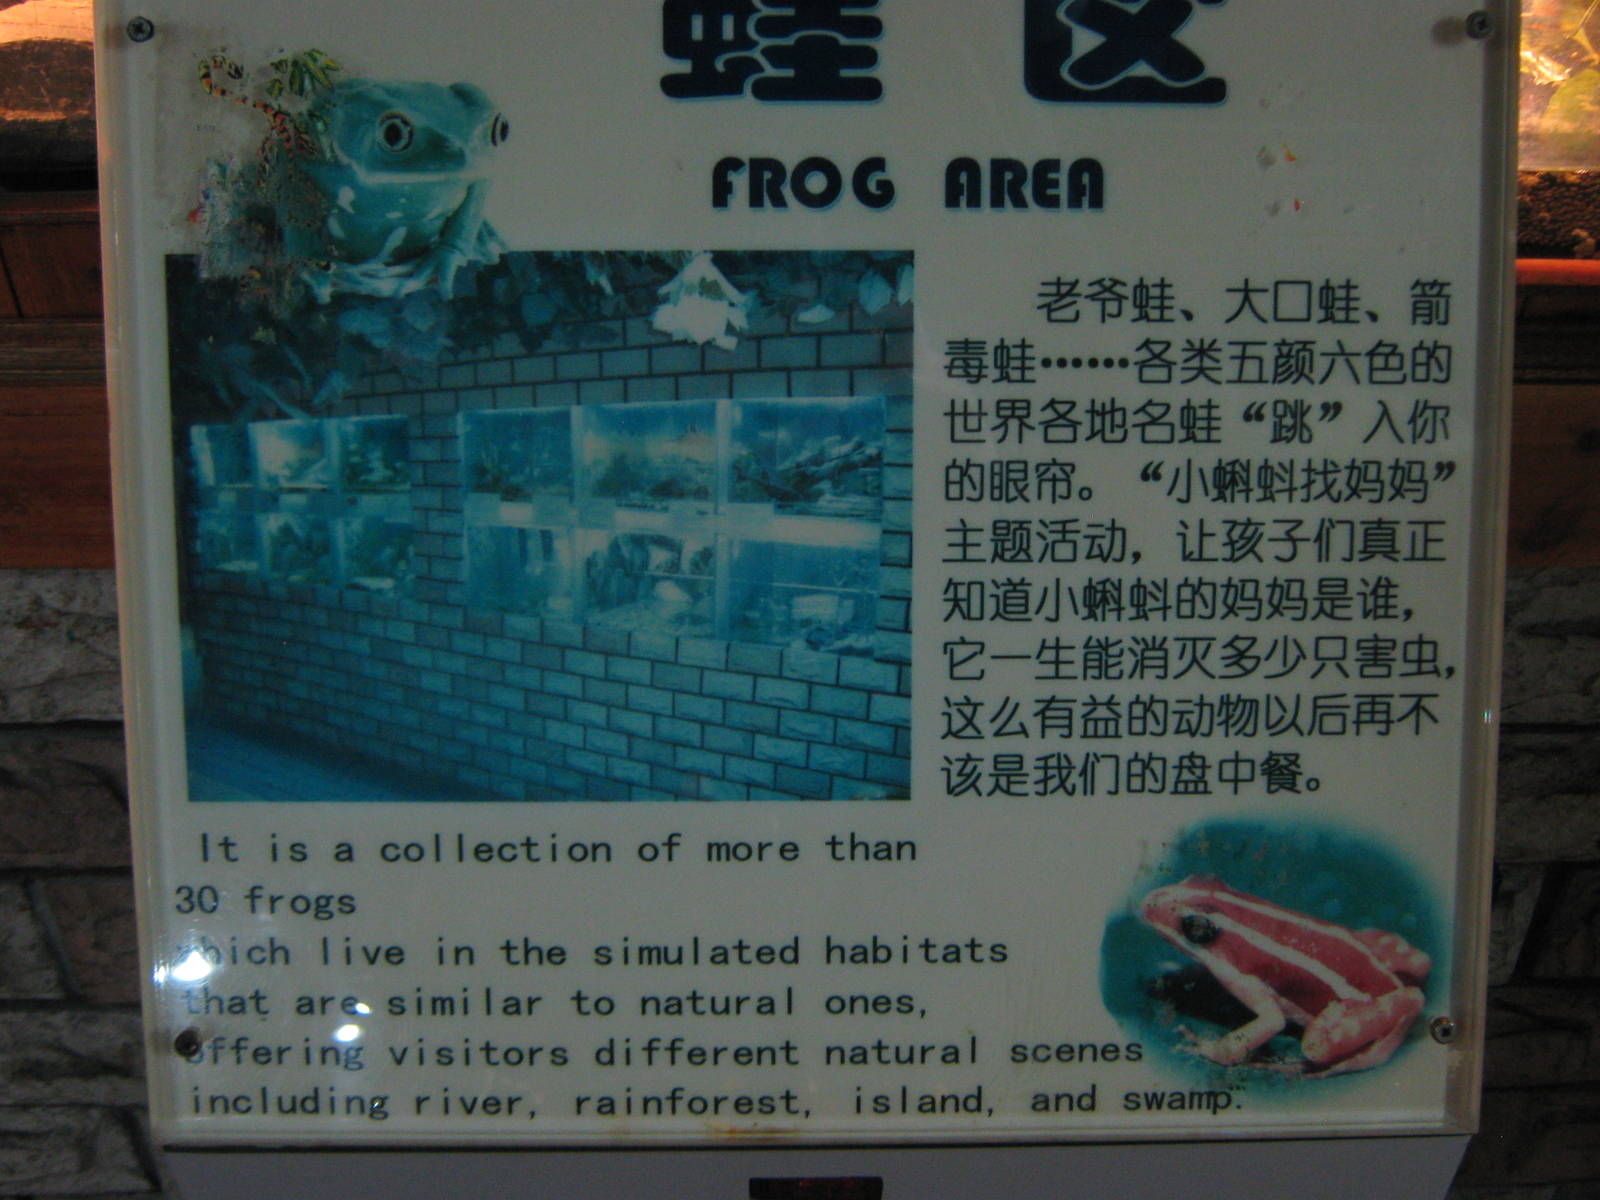 蛙 区
FROG AREA
老爷蛙、大口蛙、箭
毒蛙······各类五颜六色的
世界各地名蛙“跳”入你
的眼帘。“小蝌蚪找妈妈”
主题活动，让孩子们真正
知道小蝌蚪的妈妈是谁，
它一生能消灭多少只害虫，
这么有益的动物以后再不
该是我们的盘中餐。
It is a collection of more than
30 frogs
which live in the simulated habitats
that are similar to natural ones,
offering visitors different natural scenes
including river, rainforest, island, and swamp.